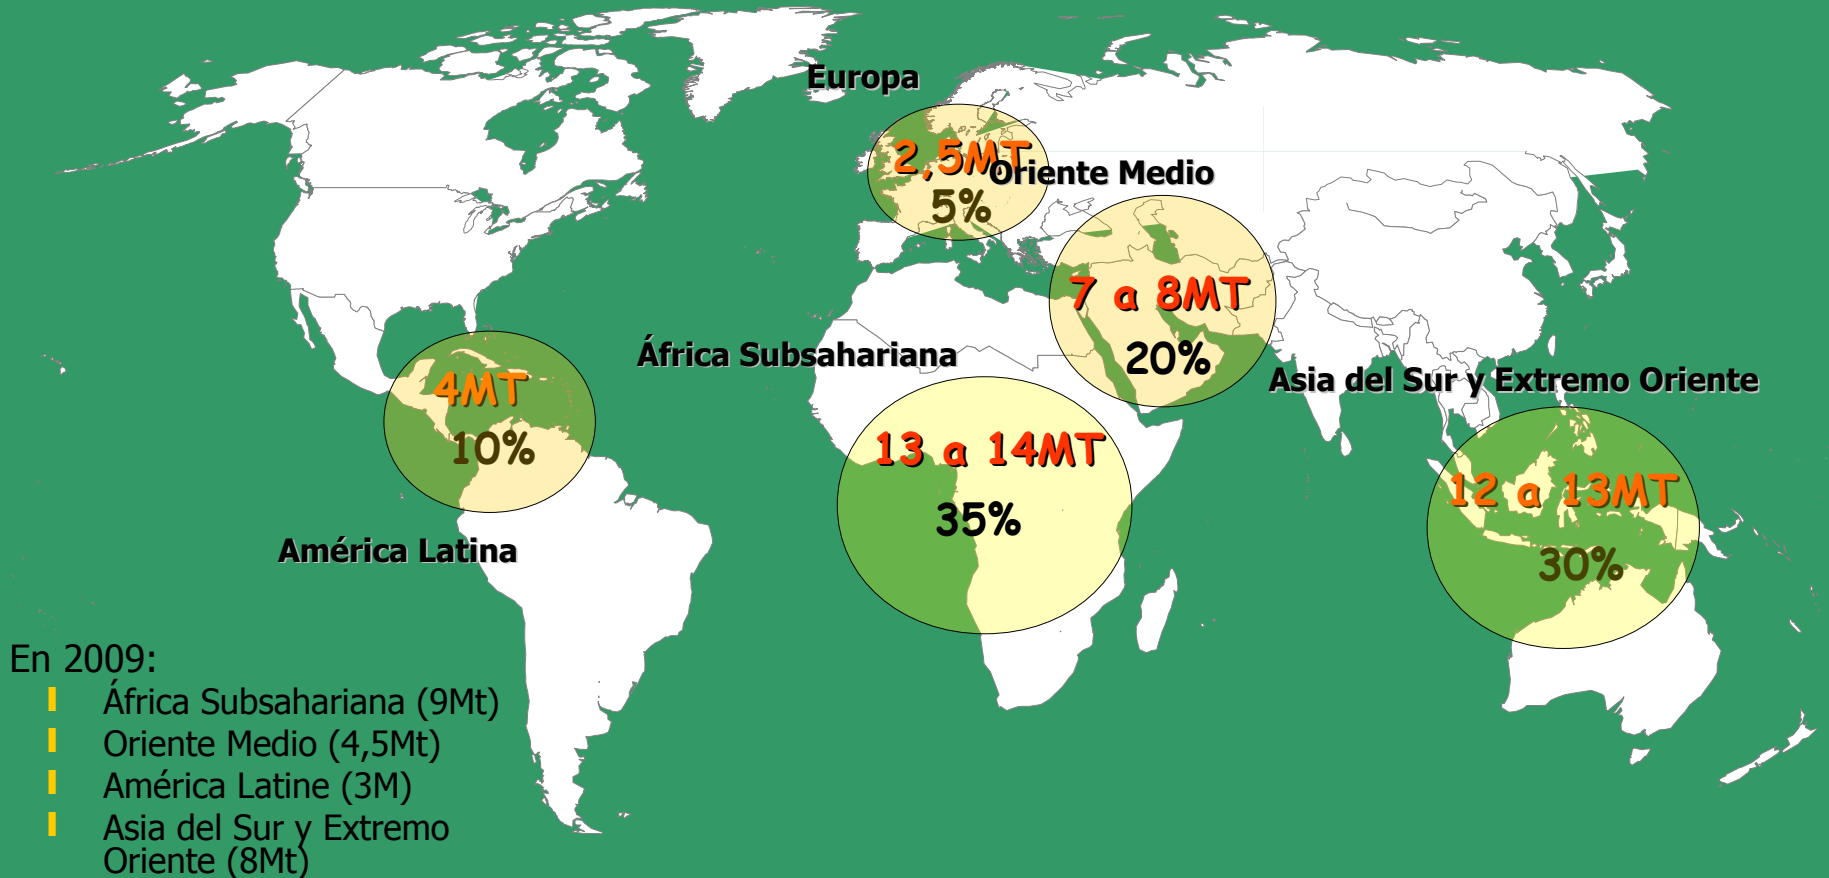 Europa
2,5MT
5%
Oriente Medio
7 a 8MT
20%
África Subsahariana
13 a 14MT
35%
Asia del Sur y Extremo Oriente
12 a 13MT
30%
4MT
10%
América Latina
En 2009:
África Subsahariana (9Mt)
Oriente Medio (4,5Mt)
América Latine (3M)
Asia del Sur y Extremo
Oriente (8Mt)